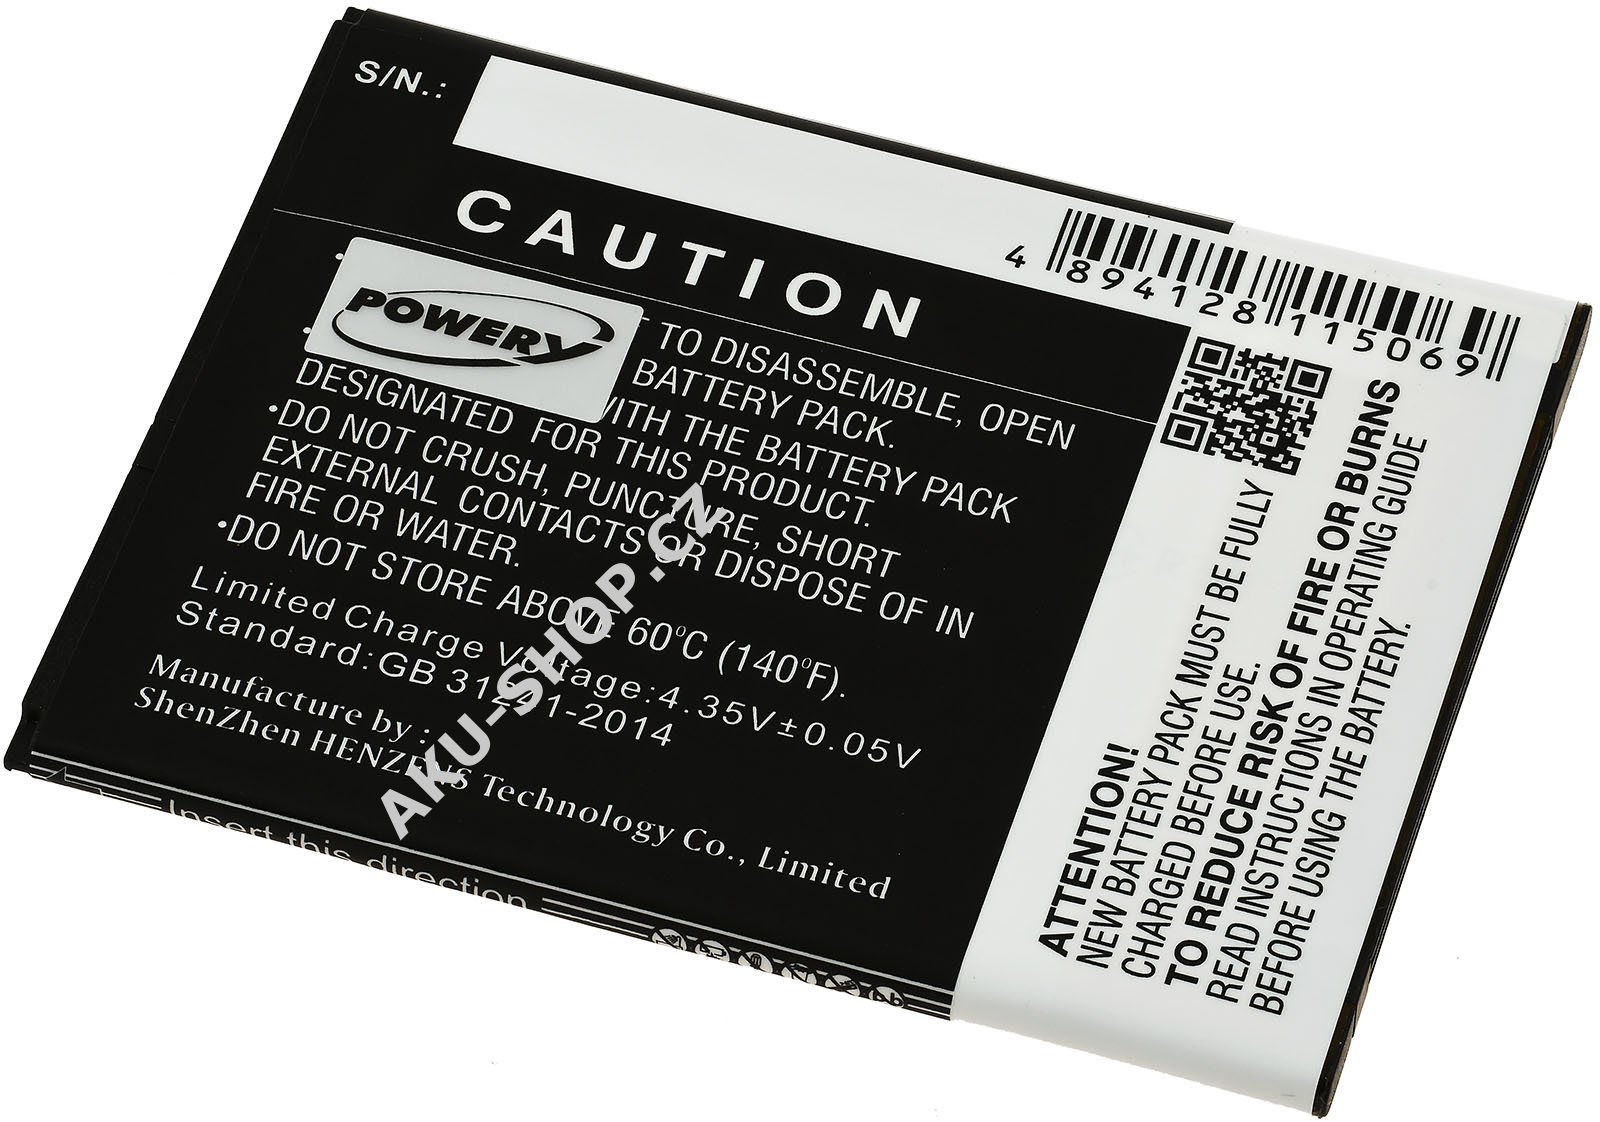 S/N.:
CAUTION
4 894128 115069
POWERY
TO DISASSEMBLE, OPEN
BATTERY PACK.
WITH THE BATTERY PACK
DESIGNATED FOR THIS PRODUCT.
•DO NOT CRUSH, PUNCTURE, SHORT
EXTERNAL CONTACTS OR DISPOSE OF IN
FIRE OR WATER.
•DO NOT STORE ABOVE 60°C (140°F).
Limited Charge Voltage:4.35V±0.05V
Standard:GB 31241-2014
Manufacture by :
ShenZhen HENZENS Technology Co., Limited
Insert this direction
AKU-SHOP.CZ
ATTENTION!
NEW BATTERY PACK MUST BE FULLY
CHARGED BEFORE USE.
TO REDUCE RISK OF FIRE OR BURNS
READ INSTRUCTIONS IN OPERATING GUIDE
BEFORE USING THE BATTERY.